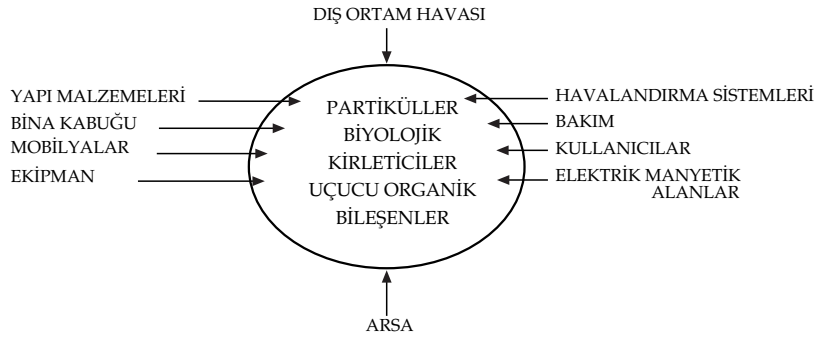 DIŞ ORTAM HAVASI
YAPI MALZEMELERİ
BİNA KABUĞU
MOBİLYALAR
EKİPMAN
PARTİKÜLLER
BİYOLOJİK
KİRLETİCİLER
UÇUCU ORGANİK
BİLEŞENLER
HAVALANDIRMA SİSTEMLERİ
BAKIM
KULLANICILAR
ELEKTRİK MANYETİK
ALANLAR
ARSA